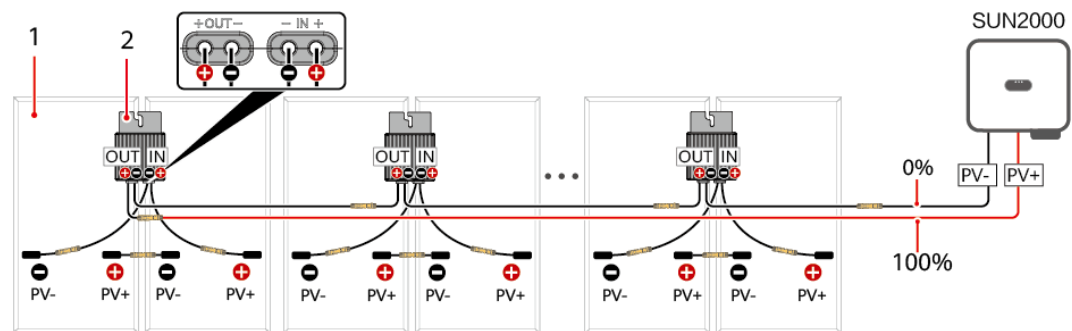 +OUT-
- IN +
SUN2000
1
2
OUT IN
OUT IN
OUT IN
...
0%
PV-
PV+
100%
PV-
PV+
PV-
PV+
PV-
PV+
PV-
PV+
PV-
PV+
PV-
PV+